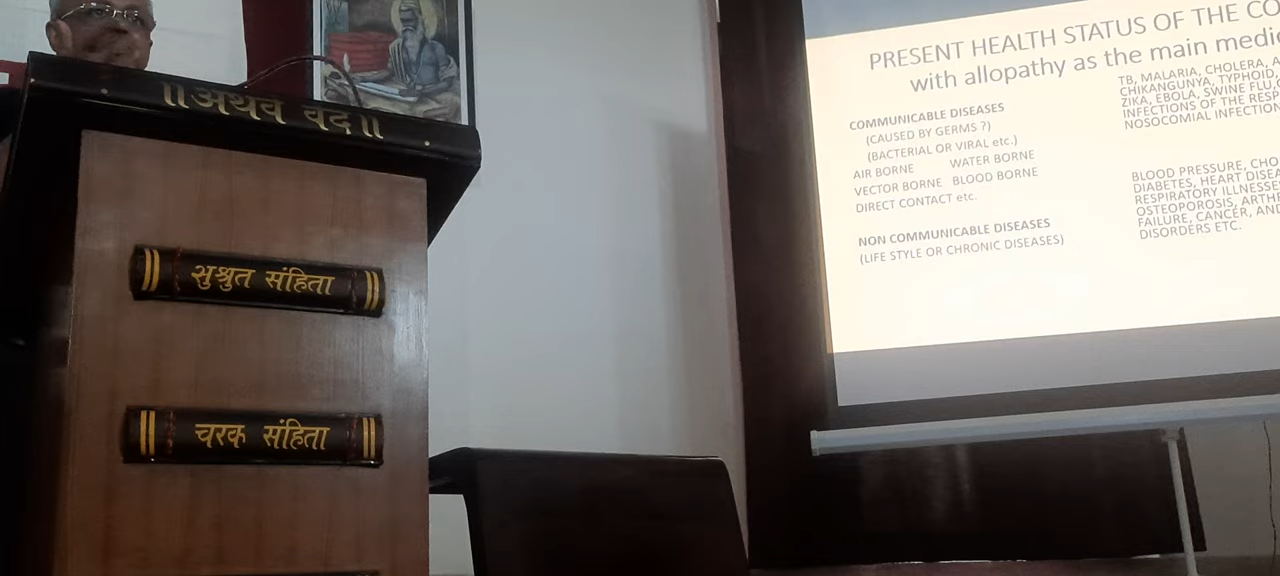 ॥अथर्व वेद॥
सुश्रुत संहिता
चरक संहिता
PRESENT HEALTH STATUS OF THE
with allopathy as the main
COMMUNICABLE DISEASES
(CAUSED BY GERMS ?)
(BACTERIAL OR VIRAL etc.)
AIR BORNE WATER BORNE
VECTOR BORNE BLOOD BORNE
DIRECT CONTACT etc.
NON COMMUNICABLE DISEASES
(LIFE STYLE OR CHRONIC DISEASES)
TB, MALARIA, CHOLERA,
CHIKANGUNYA, TYPHOID,
ZIKA, EBOLA, SWINE FLU,
INFECTIONS OF THE
NOSOCOMIAL
BLOOD PRESSURE,
DIABETES, HEART
RESPIRATORY
OSTEOPOROSIS,
FAILURE, CANCER, AND
DISORDERS ETC.